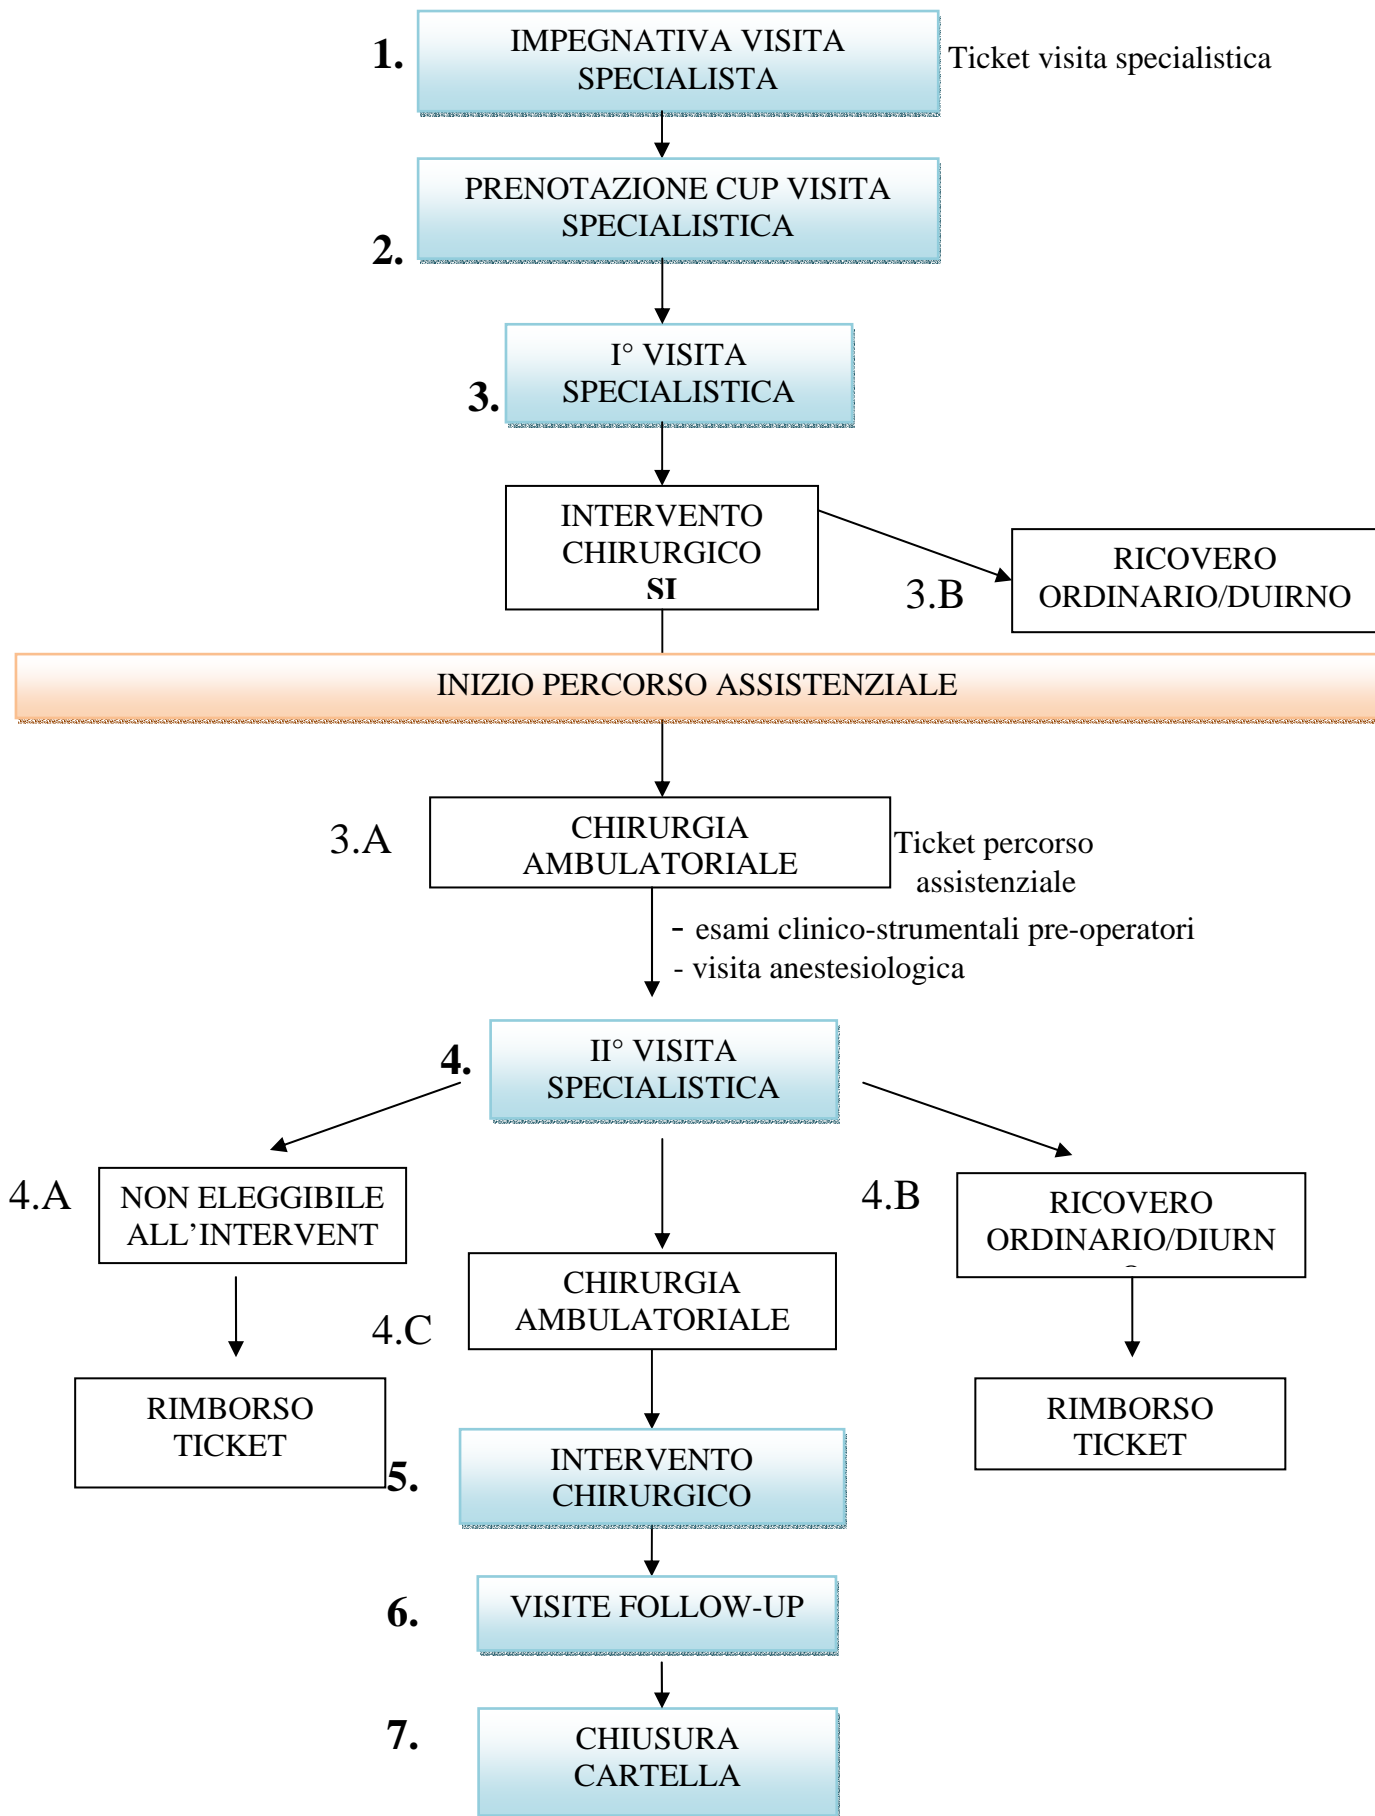 1.
IMPEGNATIVA VISITA
SPECIALISTA
Ticket visita specialistica
PRENOTAZIONE CUP VISITA
SPECIALISTICA
2.
I° VISITA
SPECIALISTICA
3.
INTERVENTO
CHIRURGICO
SI
3.B
RICOVERO
ORDINARIO/DUIRNO
INIZIO PERCORSO ASSISTENZIALE
3.A
CHIRURGIA
AMBULATORIALE
Ticket percorso
assistenziale
- esami clinico-strumentali pre-operatori
- visita anestesiologica
4.
II° VISITA
SPECIALISTICA
4.A
NON ELEGGIBILE
ALL’INTERVENT
4.B
RICOVERO
ORDINARIO/DIURN
4.C
CHIRURGIA
AMBULATORIALE
RIMBORSO
TICKET
RIMBORSO
TICKET
5.
INTERVENTO
CHIRURGICO
6.
VISITE FOLLOW-UP
7.
CHIUSURA
CARTELLA